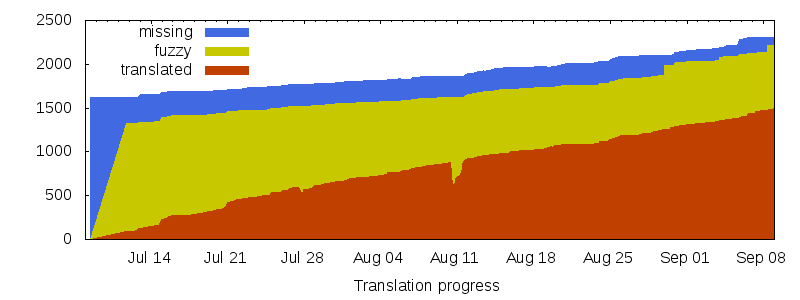 2500
2000
1500
1000
500
0
missing
fuzzy
translated
Jul 14 Jul 21 Jul 28 Aug 04 Aug 11 Aug 18 Aug 25 Sep 01 Sep 08
Translation progress